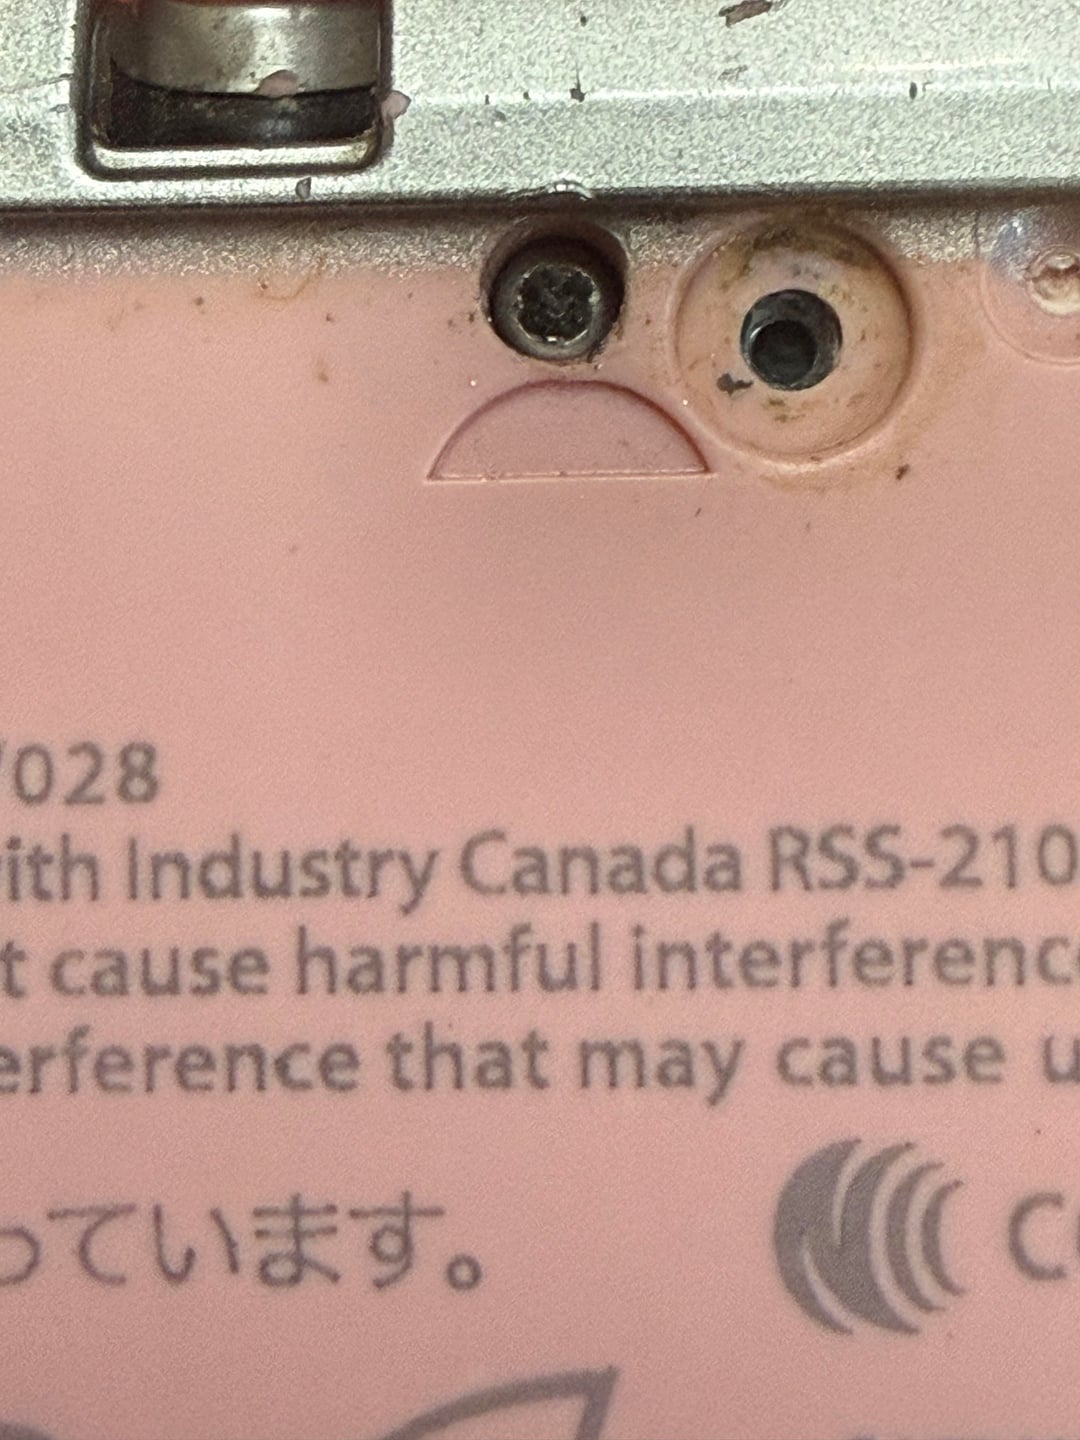 /028
ith Industry Canada RSS-210
t cause harmful interferenc
erference that may cause u
っています。
C